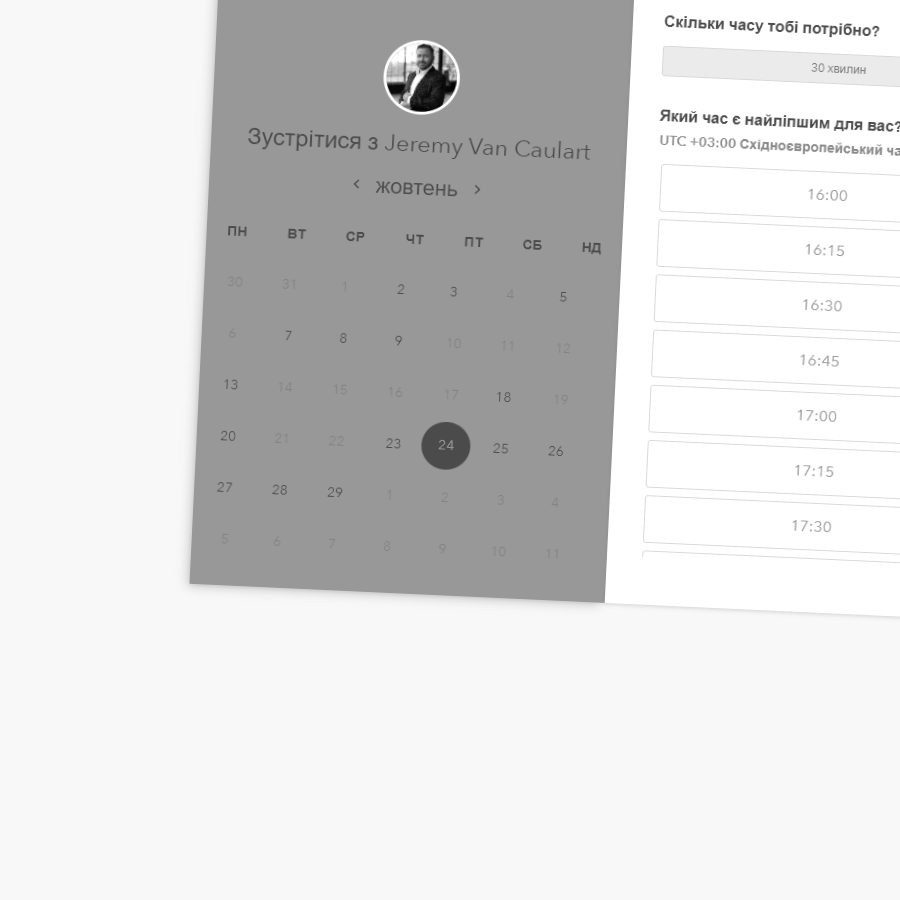 Зустрітися з Jeremy Van Caulart
жовтень
ПН ВТ СР ЧТ ПТ СБ НД
30 31 1 2 3 4 5
6 7 8 9 10 11 12
13 14 15 16 17 18 19
20 21 22 23 24 25 26
27 28 29 1 2 3 4
5 6 7 8 9 10 11
Скільки часу тобі потрібно?
30 хвилин
Який час є найліпшим для вас?
UTC +03:00 Східноєвропейський ча
16:00
16:15
16:30
16:45
17:00
17:15
17:30